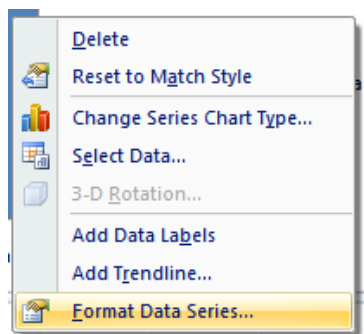 Delete
Reset to Match Style
Change Series Chart Type...
Select Data...
3-D Rotation...
Add Data Labels
Add Trendline...
Format Data Series...